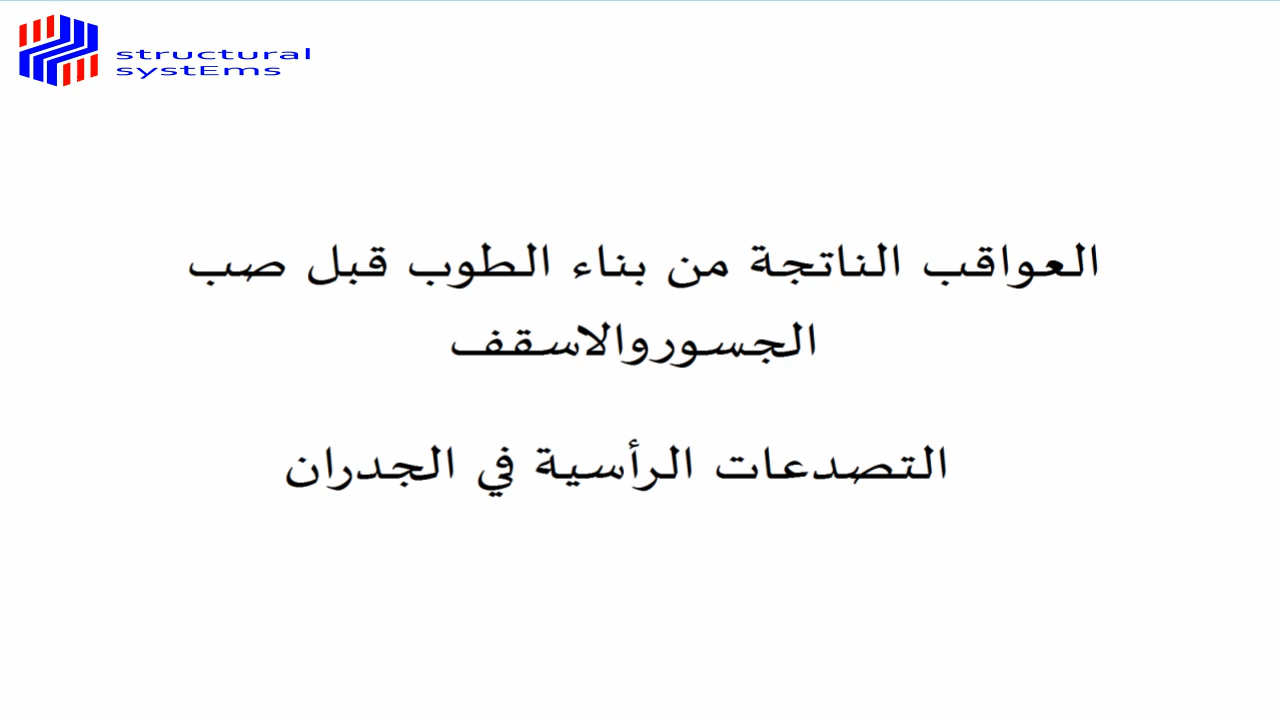 structural
systEms
العواقب الناتجة من بناء الطوب قبل صب
الجسوروالاسقف
التصدعات الرأسية في الجدران